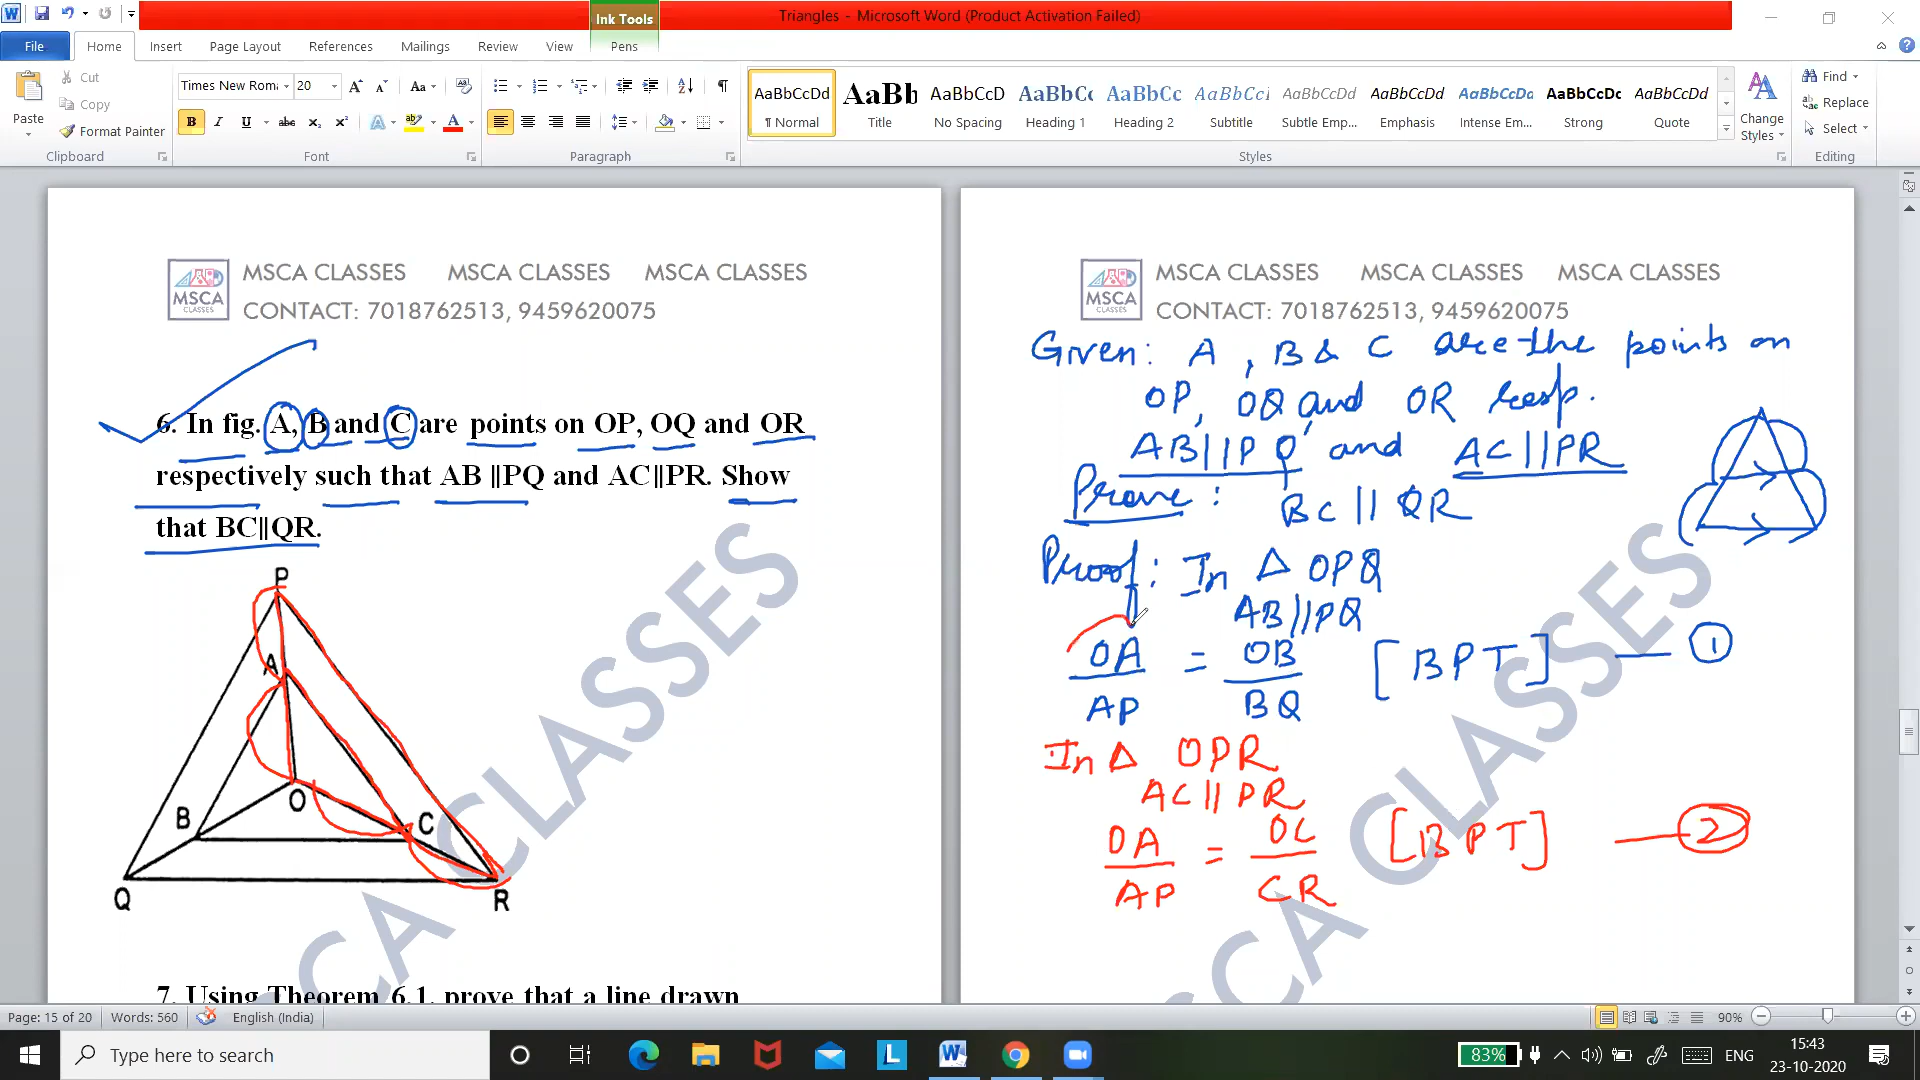 Ink Tools
Triangles - Microsoft Word (Product Activation Failed)
File Home Insert Page Layout References Mailings Review View Pens
Paste
Cut
Copy
Format Painter
Times New Rom 20
AaBbCcDd
¶ Normal
AaBb
Title
AaBbCcD
No Spacing
AaBbCc
Heading 1
AaBbCc
Heading 2
AaBbCcI
Subtitle
AaBbCcDd
Subtle Emp...
AaBbCcDd
Emphasis
AaBbCcDd
Intense Em...
AaBbCcDc
Strong
AaBbCcDd
Quote
Change
Styles
Find
Replace
Select
Clipboard Font Paragraph Styles Editing
MSCA CLASSES MSCA CLASSES MSCA CLASSES
CONTACT: 7018762513, 9459620075
MSCA
CLASSES
6. In fig. A, B and C are points on OP, OQ and OR
respectively such that AB ∥PQ and AC∥PR. Show
that BC∥QR.
P
A
O
B
C
Q
R
CA CLASSES
7. Using Theorem 6.1, prove that a line drawn
MSCA CLASSES MSCA CLASSES MSCA CLASSES
CONTACT: 7018762513, 9459620075
MSCA
CLASSES
Given: A, B & C are the points on
OP, OQ and OR resp.
AB||PQ, and AC||PR
Prove: BC || QR
Proof: In Δ OPQ
AB||PQ
OA = OB [BPT] — 1
AP BQ
In Δ OPR
AC || PR
OA = OC [BPT] — 2
AP CR
CA CLASSES
Page: 15 of 20 Words: 560 English (India) 90%
Type here to search
83%
ENG
15:43
23-10-2020